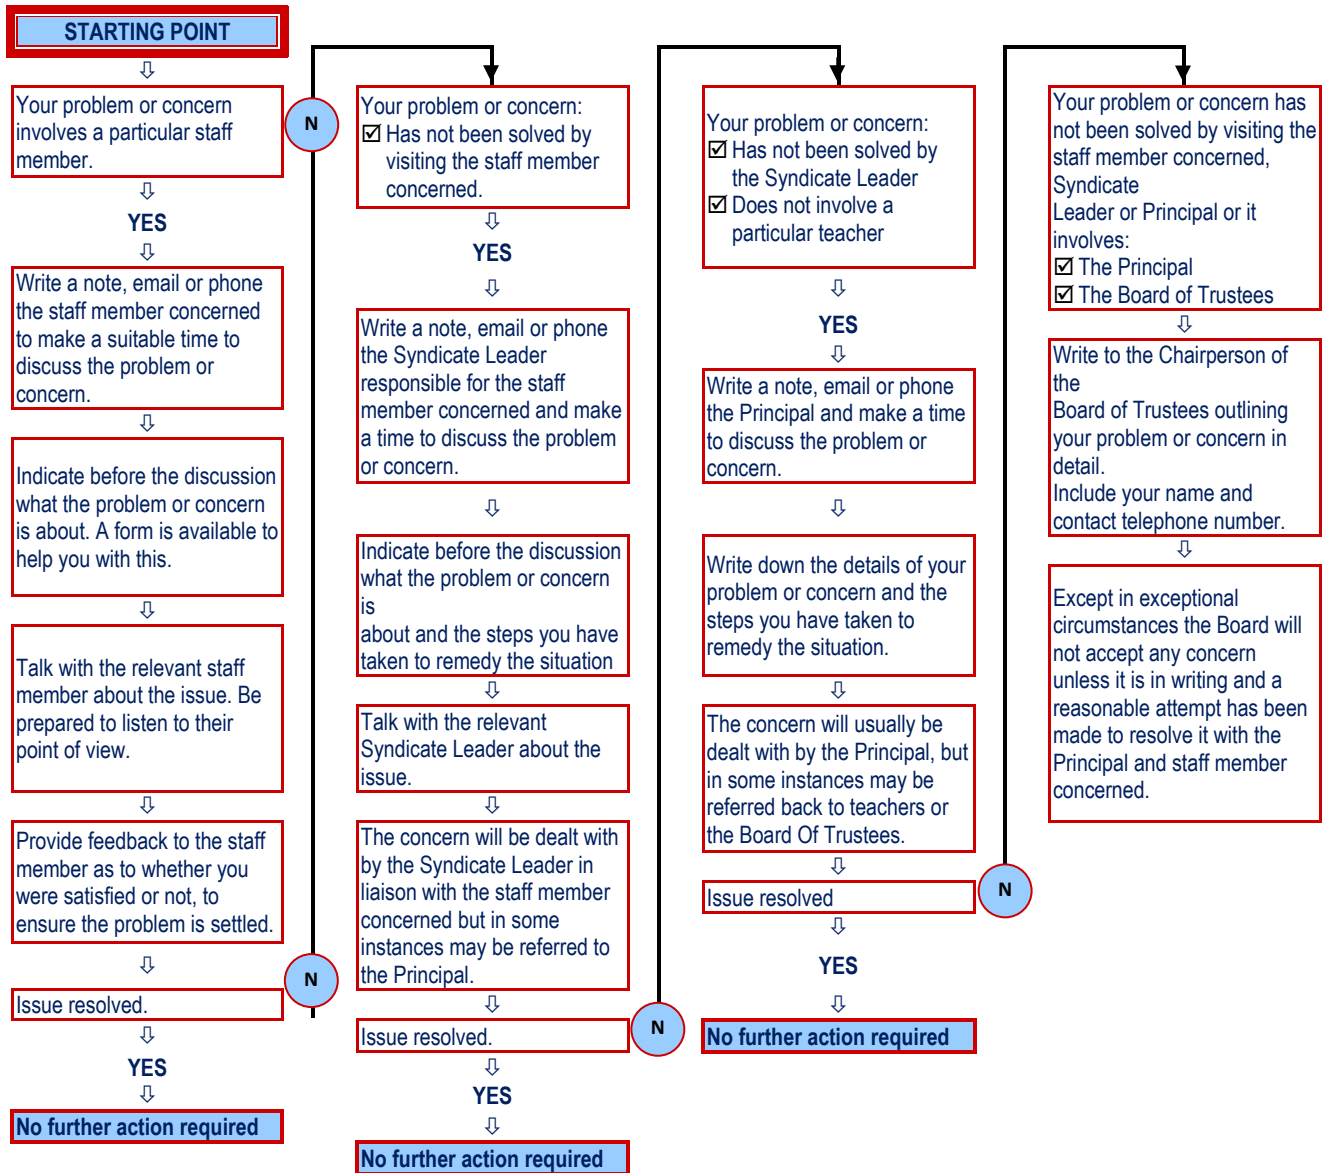 STARTING POINT
Your problem or concern
involves a particular staff
member.
N
YES
Write a note, email or phone
the staff member concerned
to make a suitable time to
discuss the problem or
concern.
Indicate before the discussion
what the problem or concern
is about. A form is available to
help you with this.
Talk with the relevant staff
member about the issue. Be
prepared to listen to their
point of view.
Provide feedback to the staff
member as to whether you
were satisfied or not, to
ensure the problem is settled.
N
Issue resolved.
YES
No further action required
Your problem or concern:
☑ Has not been solved by
visiting the staff member
concerned.
YES
Write a note, email or phone
the Syndicate Leader
responsible for the staff
member concerned and make
a time to discuss the problem
or concern.
Indicate before the discussion
what the problem or concern
is
about and the steps you have
taken to remedy the situation
Talk with the relevant
Syndicate Leader about the
issue.
The concern will be dealt with
by the Syndicate Leader in
liaison with the staff member
concerned but in some
instances may be referred to
the Principal.
Issue resolved.
N
YES
No further action required
Your problem or concern:
☑ Has not been solved by
the Syndicate Leader
☑ Does not involve a
particular teacher
YES
Write a note, email or phone
the Principal and make a time
to discuss the problem or
concern.
Write down the details of your
problem or concern and the
steps you have taken to
remedy the situation.
The concern will usually be
dealt with by the Principal, but
in some instances may be
referred back to teachers or
the Board Of Trustees.
Issue resolved
N
YES
No further action required
Your problem or concern has
not been solved by visiting the
staff member concerned,
Syndicate
Leader or Principal or it
involves:
☑ The Principal
☑ The Board of Trustees
Write to the Chairperson of
the
Board of Trustees outlining
your problem or concern in
detail.
Include your name and
contact telephone number.
Except in exceptional
circumstances the Board will
not accept any concern
unless it is in writing and a
reasonable attempt has been
made to resolve it with the
Principal and staff member
concerned.